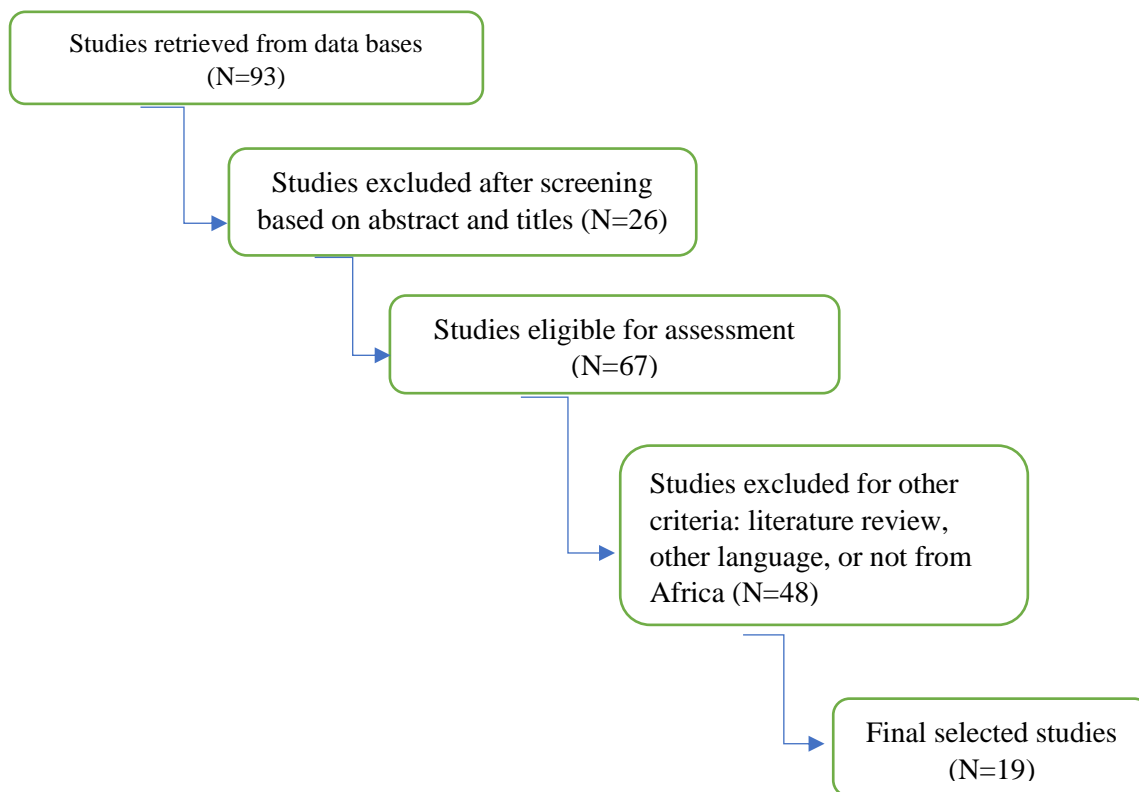 Studies retrieved from data bases
(N=93)
Studies excluded after screening
based on abstract and titles (N=26)
Studies eligible for assessment
(N=67)
Studies excluded for other
criteria: literature review,
other language, or not from
Africa (N=48)
Final selected studies
(N=19)